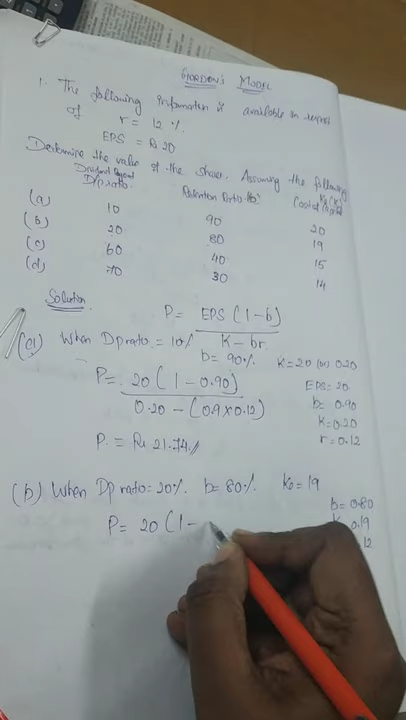 GORDON'S MODEL
1. The following information is available in respect
of r = 12 %.
EPS = Rs 20
Determine the value of the shares, Assuming the following
Dividend Payout
D/P ratio Retention Ratio (b) Cost of Capital
(a) 10 90 20
(b) 20 80 19
(c) 60 40 15
(d) 70 30 14
Solution
P = EPS (1-b)
K - br
(a) When Dp ratio = 10% b = 90% K = 20 (or) 0.20
P = 20 (1 - 0.90) EPS = 20
0.20 - (0.9 x 0.12) b = 0.90
K = 0.20
P = Rs 21.74 // r = 0.12
(b) When Dp ratio = 20% b = 80% Ke = 19
b = 0.80
P = 20 (1 - 0.19
12